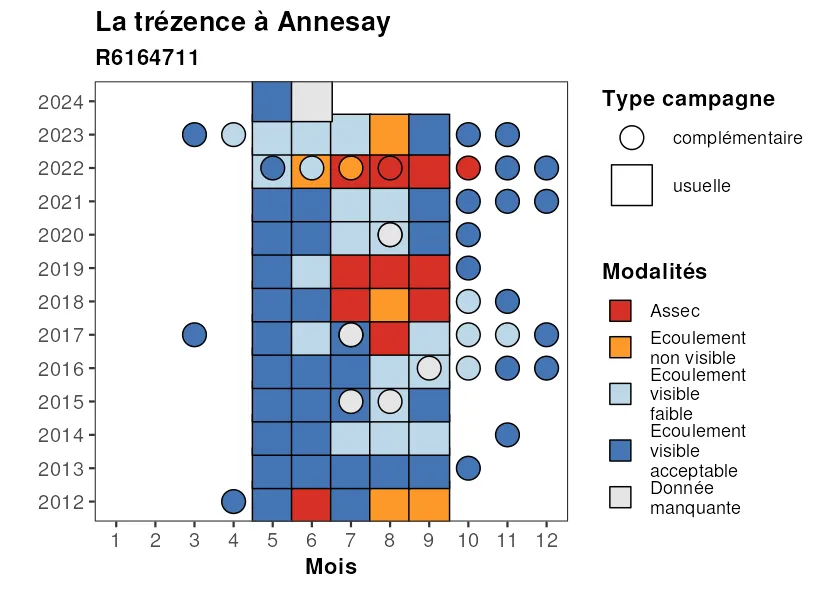 La trézence à Annesay
R6164711
2024
2023
2022
2021
2020
2019
2018
2017
2016
2015
2014
2013
2012
1 2 3 4 5 6 7 8 9 10 11 12
Mois
Type campagne
complémentaire
usuelle
Modalités
Assec
Ecoulement
non visible
Ecoulement
visible
faible
Ecoulement
visible
acceptable
Donnée
manquante